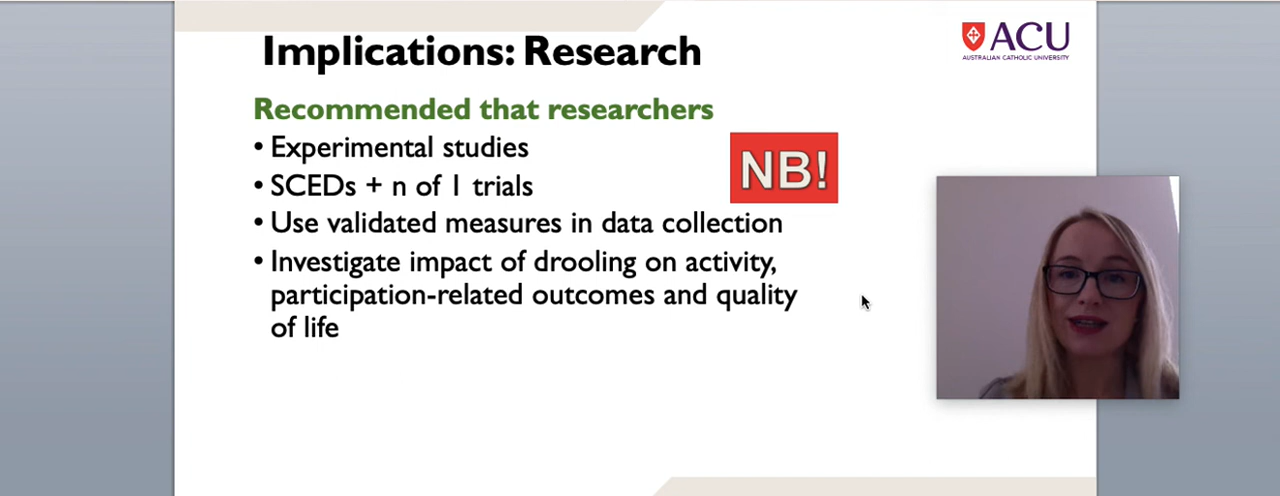 Implications: Research
ACU
AUSTRALIAN CATHOLIC UNIVERSITY
Recommended that researchers
• Experimental studies
• SCEDs + n of 1 trials
NB!
• Use validated measures in data collection
• Investigate impact of drooling on activity,
participation-related outcomes and quality
of life